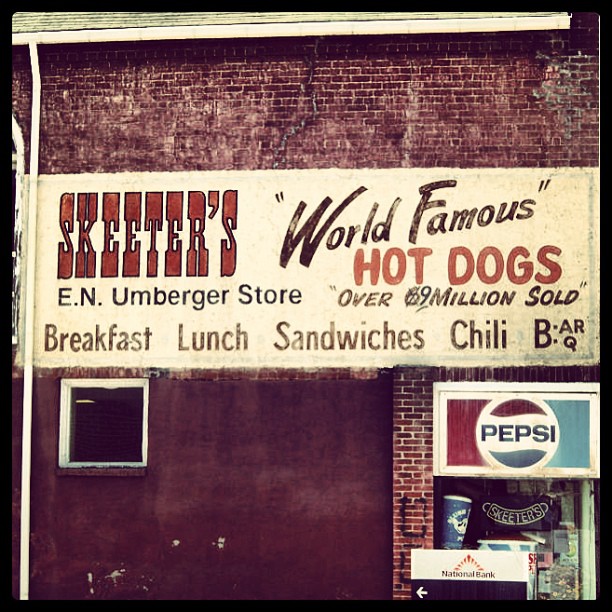 SKEETER'S
E.N. Umberger Store
"World Famous"
HOT DOGS
"OVER 9 MILLION SOLD"
Breakfast Lunch Sandwiches Chili B-AR-Q
PEPSI
SKEETER'S
National Bank